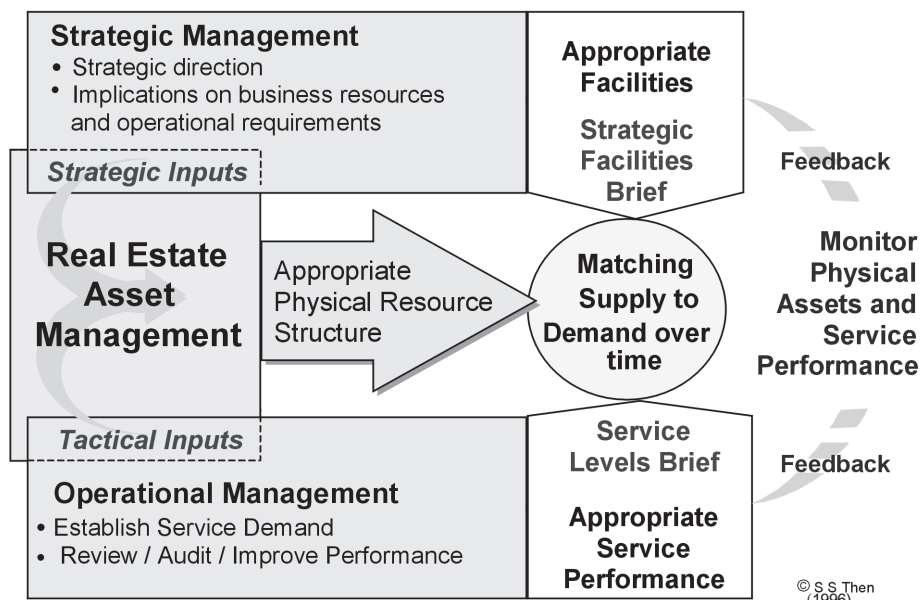 Strategic Management
• Strategic direction
• Implications on business resources
and operational requirements
Appropriate
Facilities
Strategic
Facilities
Brief
Strategic Inputs
Real Estate
Asset
Management
Appropriate
Physical Resource
Structure
Matching
Supply to
Demand over
time
Feedback
Monitor
Physical
Assets and
Service
Performance
Feedback
Tactical Inputs
Operational Management
• Establish Service Demand
• Review / Audit / Improve Performance
Service
Levels Brief
Appropriate
Service
Performance
© S S Then
(1996)